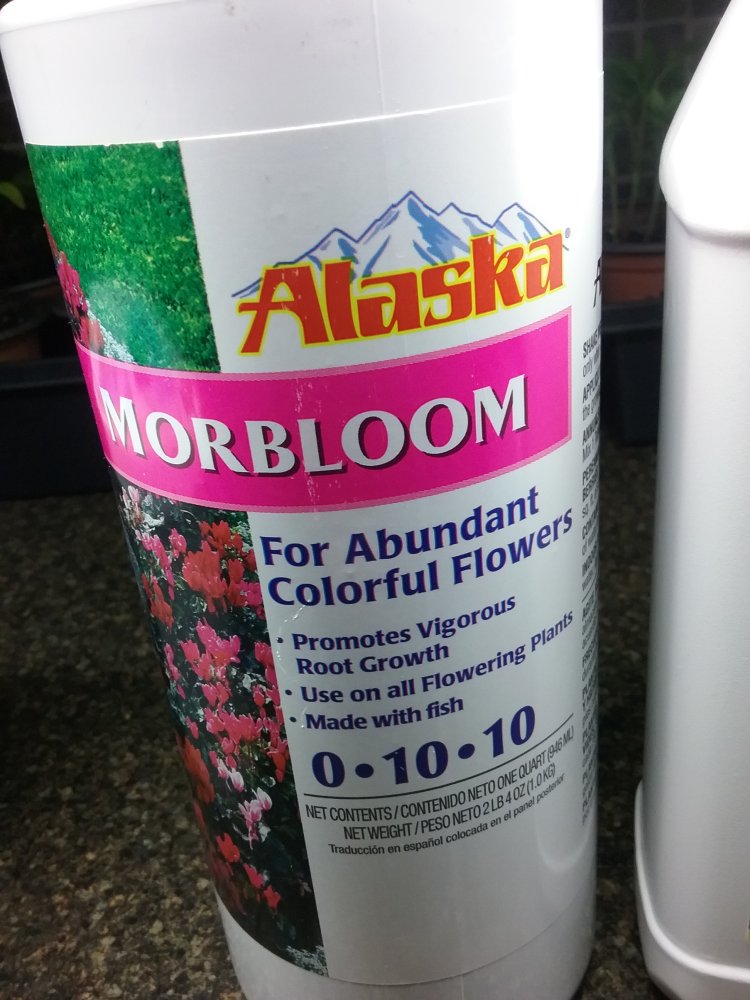 Alaska®
MORBLOOM
For Abundant
Colorful Flowers
• Promotes Vigorous
Root Growth
• Use on all Flowering Plants
• Made with fish
0•10•10
NET CONTENTS / CONTENIDO NETO ONE QUART (946 ML)
NET WEIGHT / PESO NETO 2 LB 4 OZ (1.0 KG)
Traducción en español colocada en el panel posterior